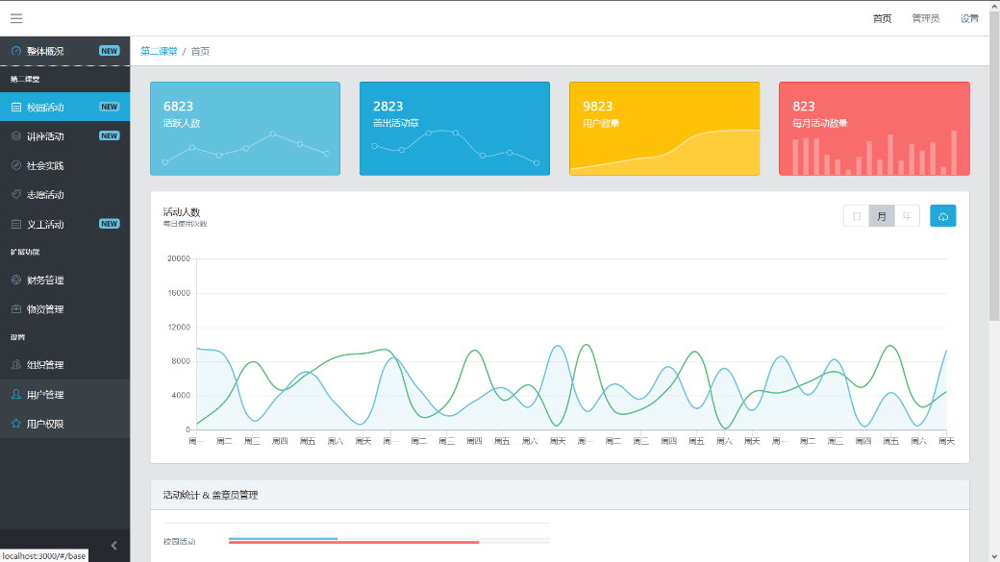 首页 管理员 设置
整体概况 NEW
第二课堂 / 首页
第二课堂
校园活动 NEW
讲座活动 NEW
社会实践
志愿活动
义工活动 NEW
扩展功能
财务管理
物资管理
设置
组织管理
用户管理
用户权限
6823
活跃人数
2823
盖出活动章
9823
用户数量
823
每月活动数量
活动人数
每日使用次数
日 月 年
20000
16000
12000
8000
4000
0
周一 周二 周三 周四 周五 周六 周天 周一 周二 周三 周四 周五 周六 周天 周一 周二 周三 周四 周五 周六 周天 周一 周二 周三 周四 周五 周六 周天
活动统计 & 盖章员管理
校园活动
localhost:3000/#/base